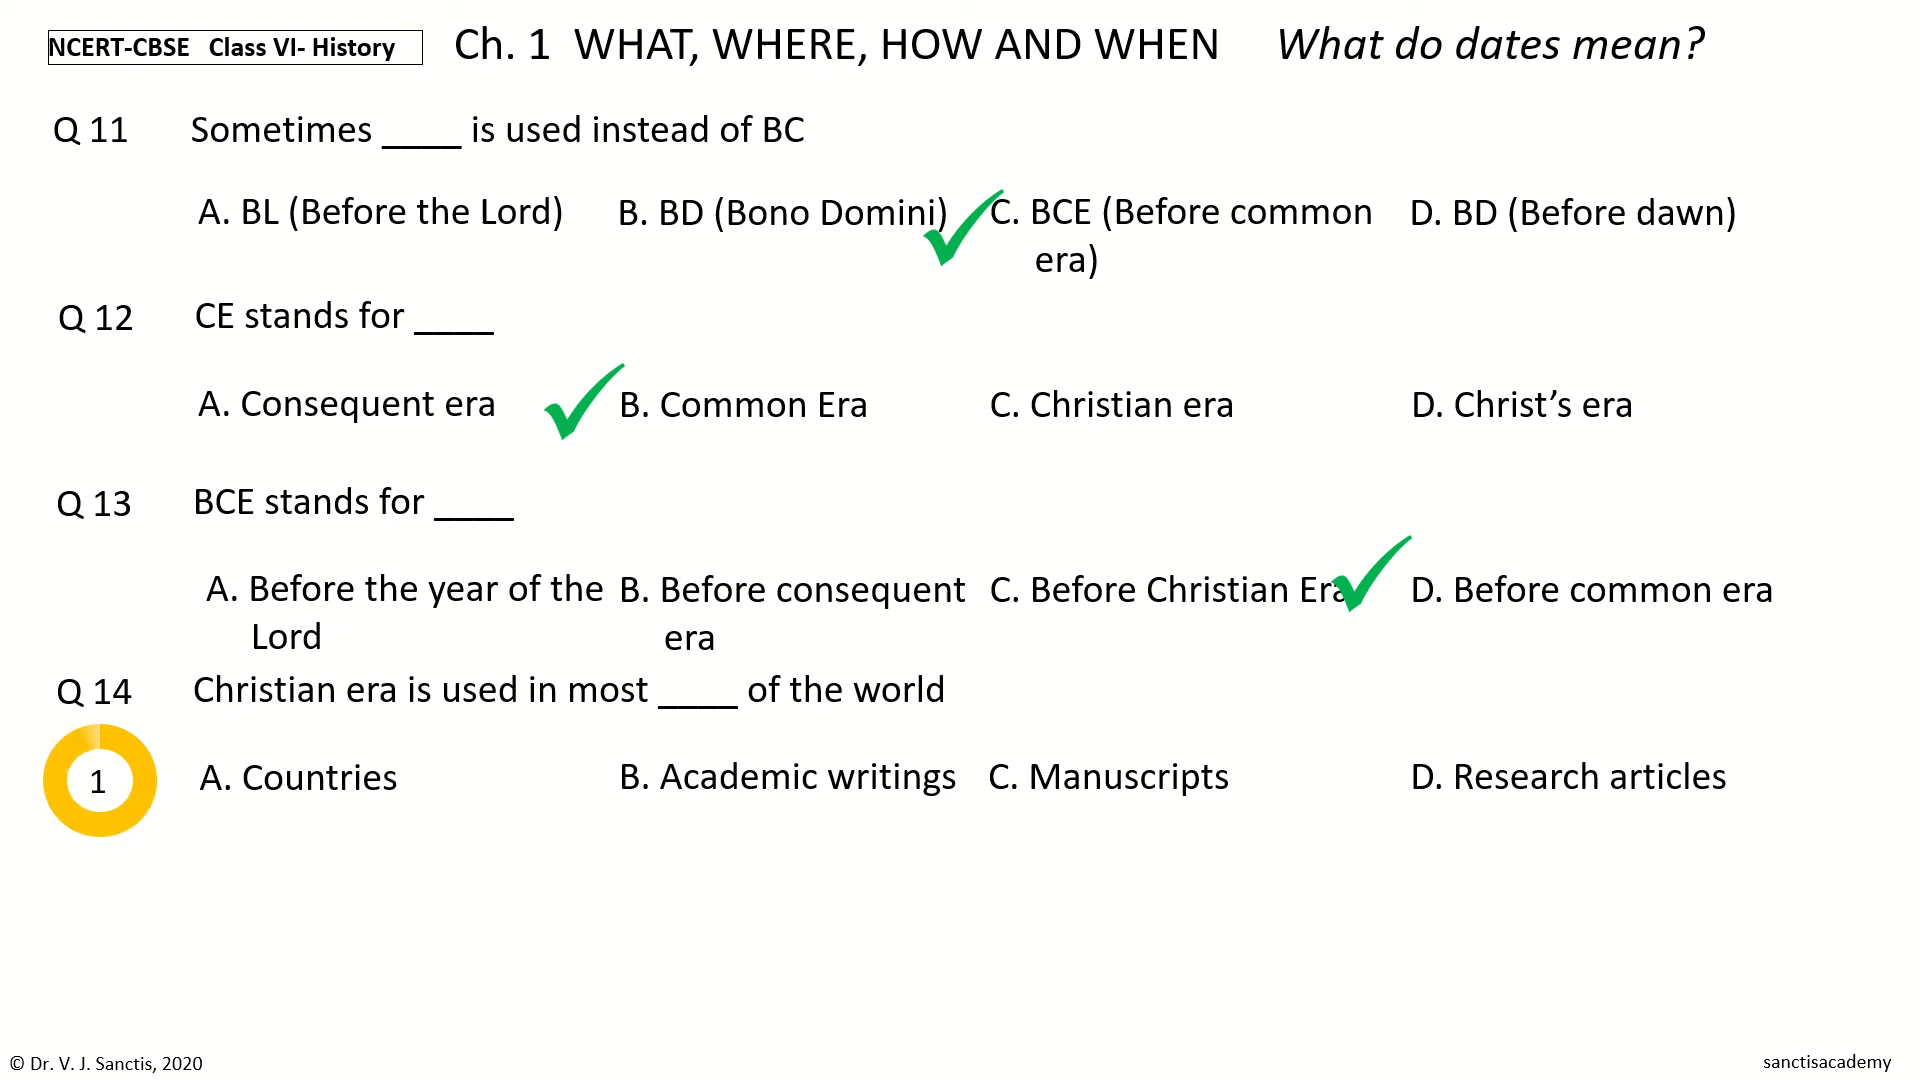 NCERT-CBSE Class VI- History Ch. 1 WHAT, WHERE, HOW AND WHEN What do dates mean?
Q 11 Sometimes ____ is used instead of BC
A. BL (Before the Lord) B. BD (Bono Domini) C. BCE (Before common era) D. BD (Before dawn)
Q 12 CE stands for ____
A. Consequent era B. Common Era C. Christian era D. Christ’s era
Q 13 BCE stands for ____
A. Before the year of the Lord B. Before consequent era C. Before Christian Era D. Before common era
Q 14 Christian era is used in most ____ of the world
1 A. Countries B. Academic writings C. Manuscripts D. Research articles
© Dr. V. J. Sanctis, 2020 sanctisacademy